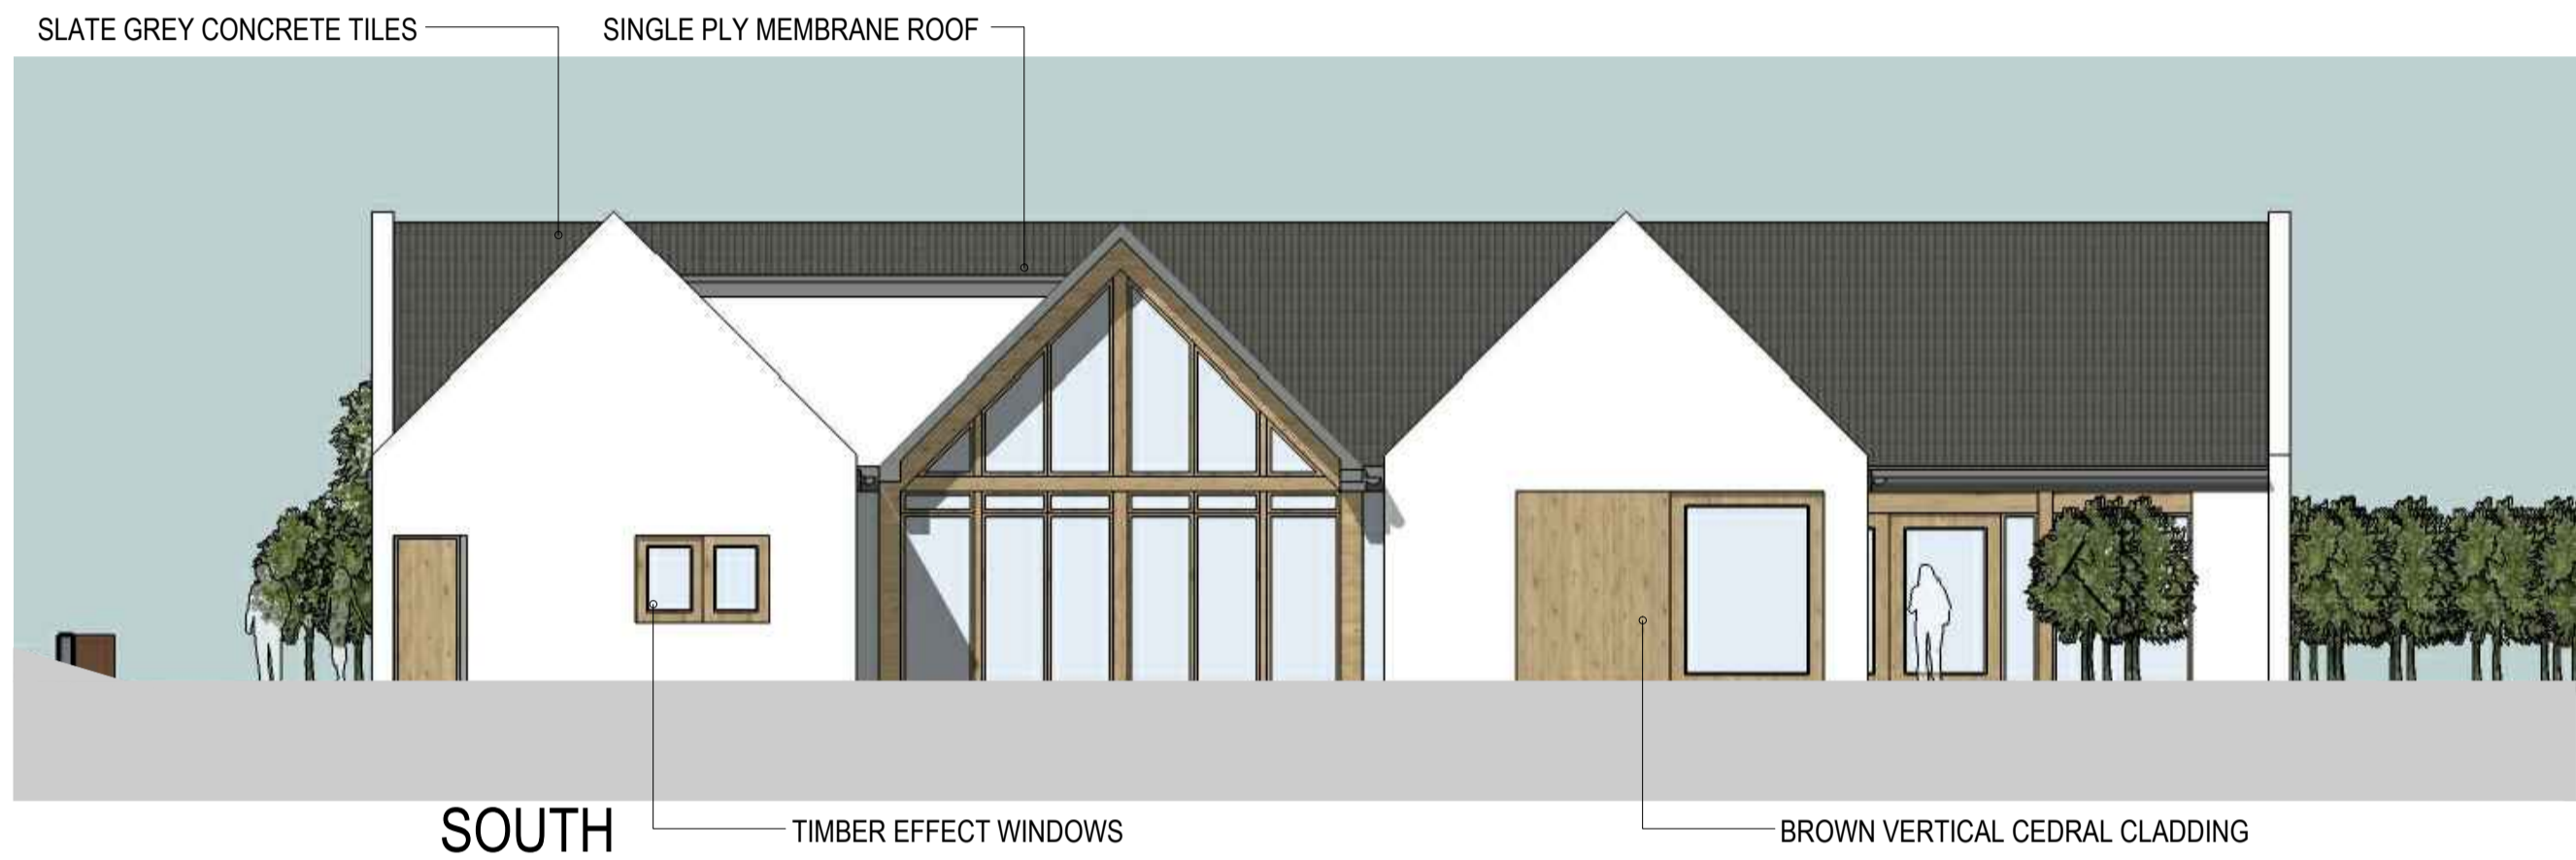 SLATE GREY CONCRETE TILES
SINGLE PLY MEMBRANE ROOF
SOUTH
TIMBER EFFECT WINDOWS
BROWN VERTICAL CEDRAL CLADDING